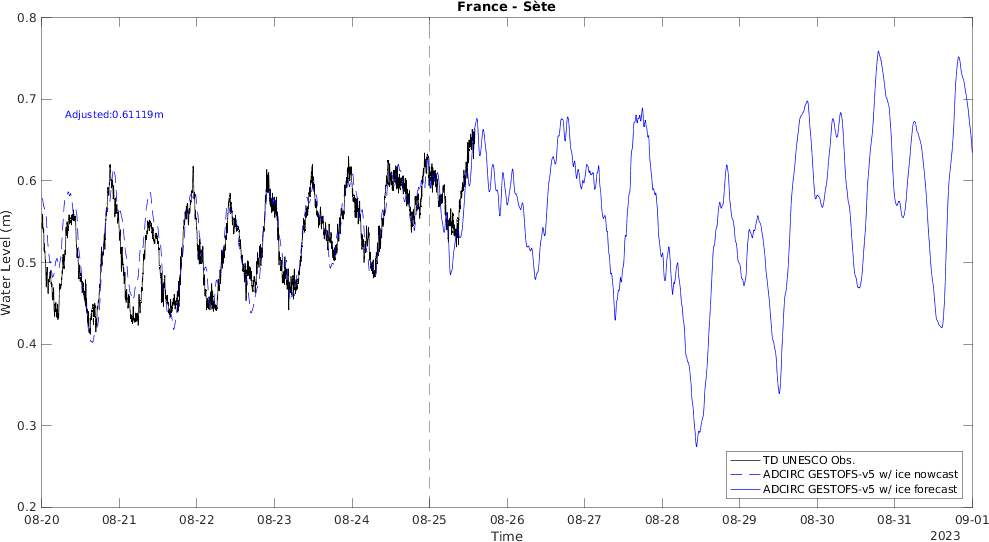 France - Sète
0.8
0.7
0.6
0.5
0.4
0.3
0.2
Water Level (m)
Adjusted:0.61119m
TD UNESCO Obs.
ADCIRC GESTOFS-v5 w/ ice nowcast
ADCIRC GESTOFS-v5 w/ ice forecast
08-20 08-21 08-22 08-23 08-24 08-25 08-26 08-27 08-28 08-29 08-30 08-31 09-01
Time
2023